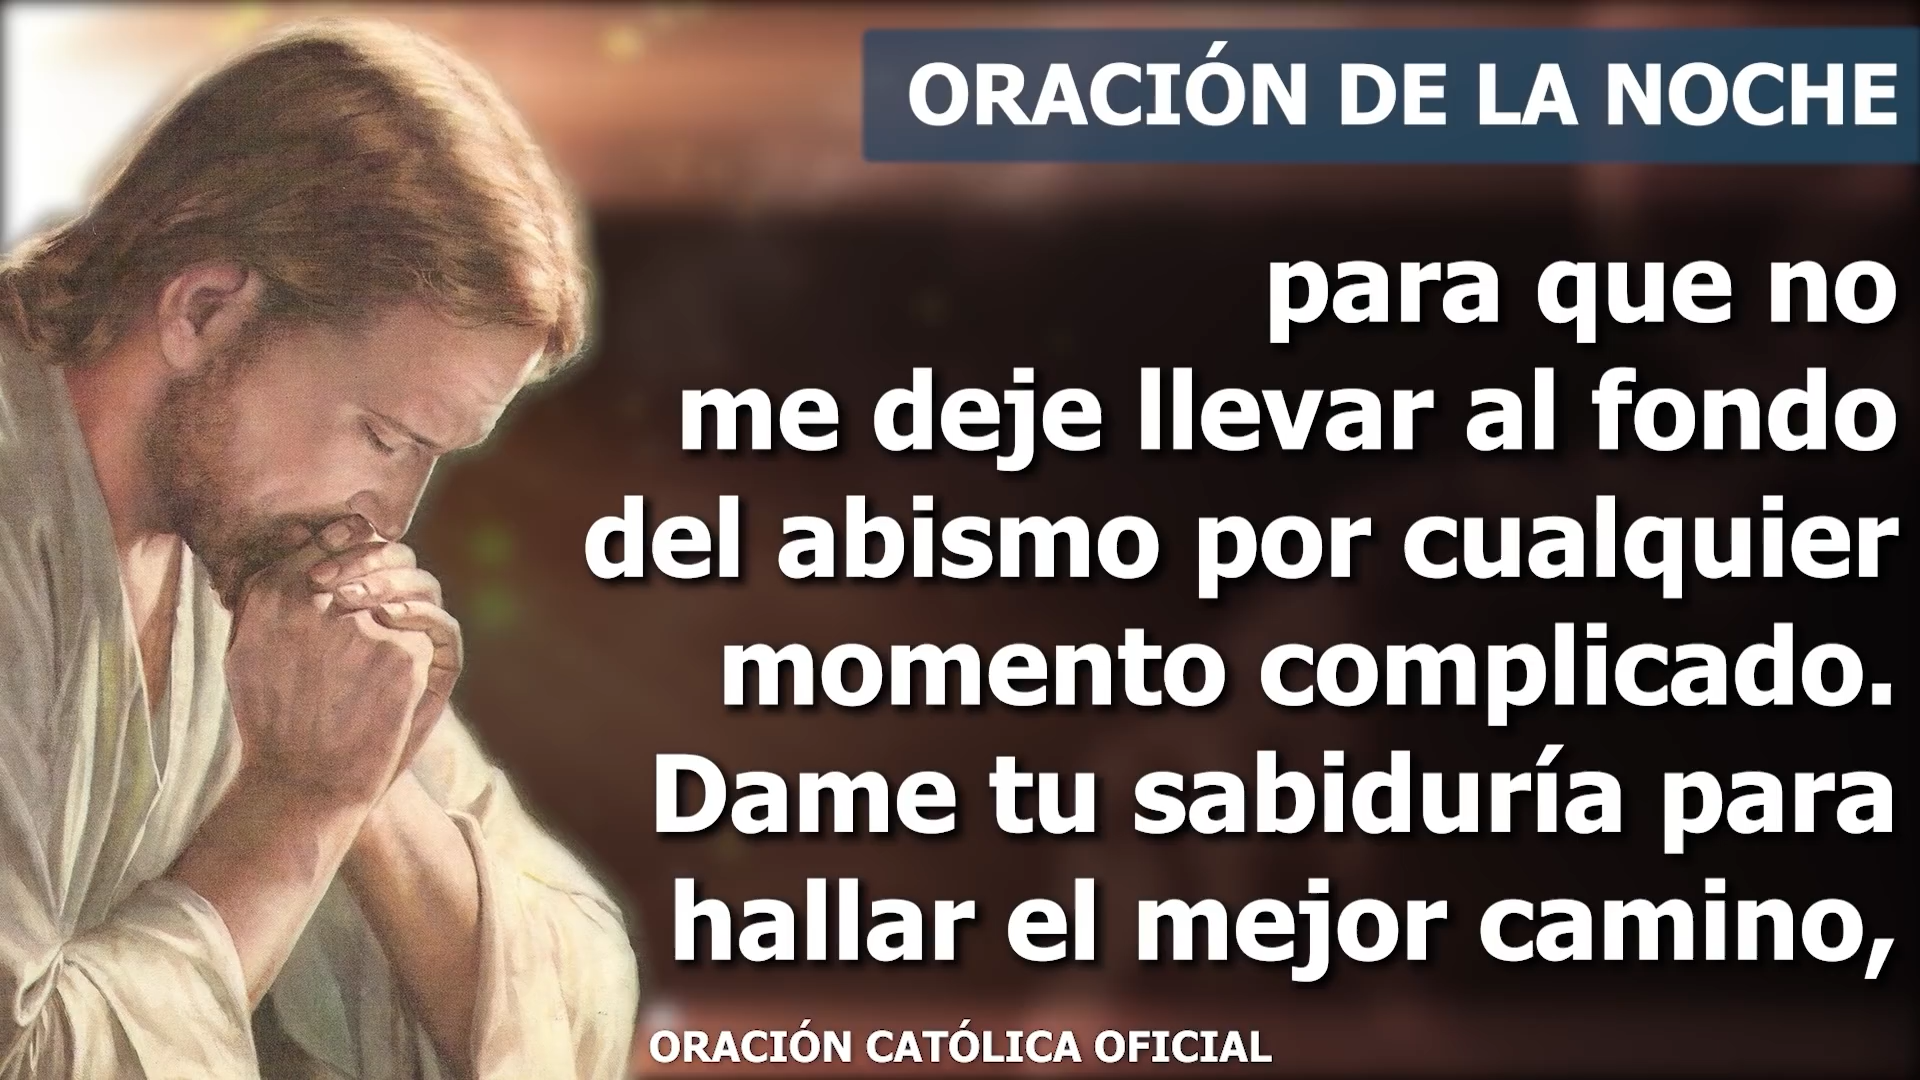 ORACIÓN DE LA NOCHE
para que no
me deje llevar al fondo
del abismo por cualquier
momento complicado.
Dame tu sabiduría para
hallar el mejor camino,
ORACIÓN CATÓLICA OFICIAL